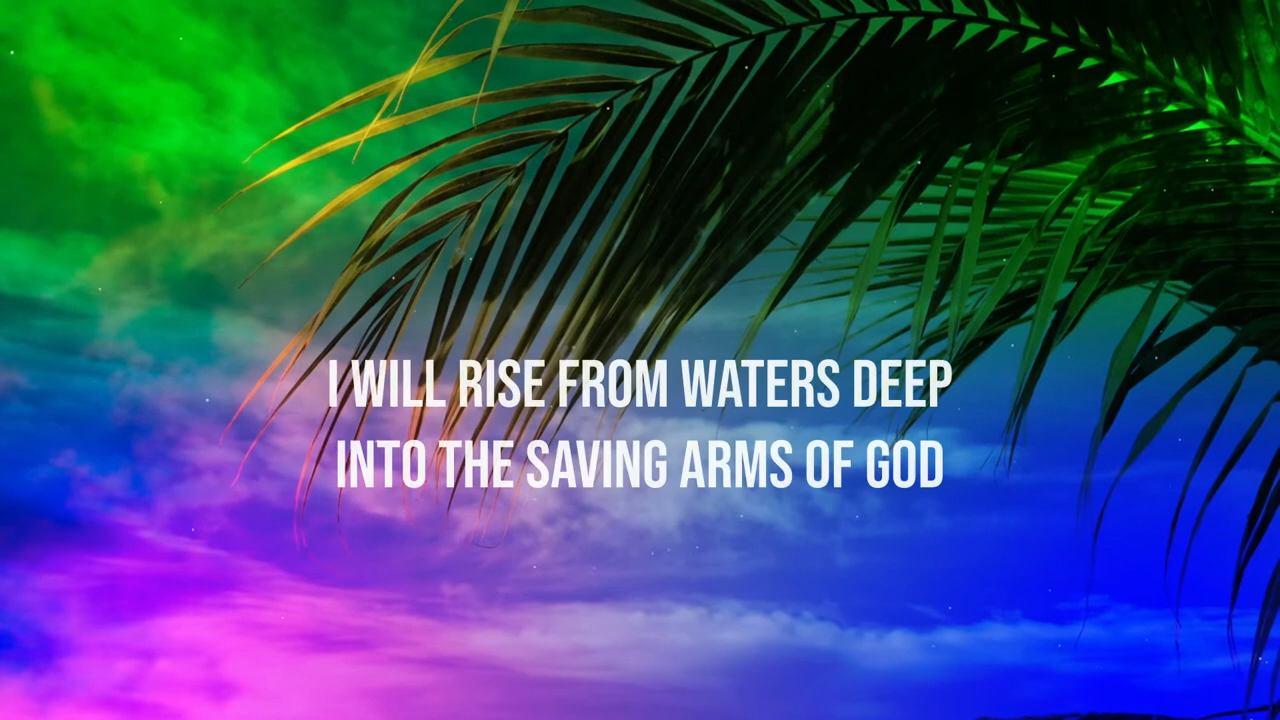 I WILL RISE FROM WATERS DEEP
INTO THE SAVING ARMS OF GOD